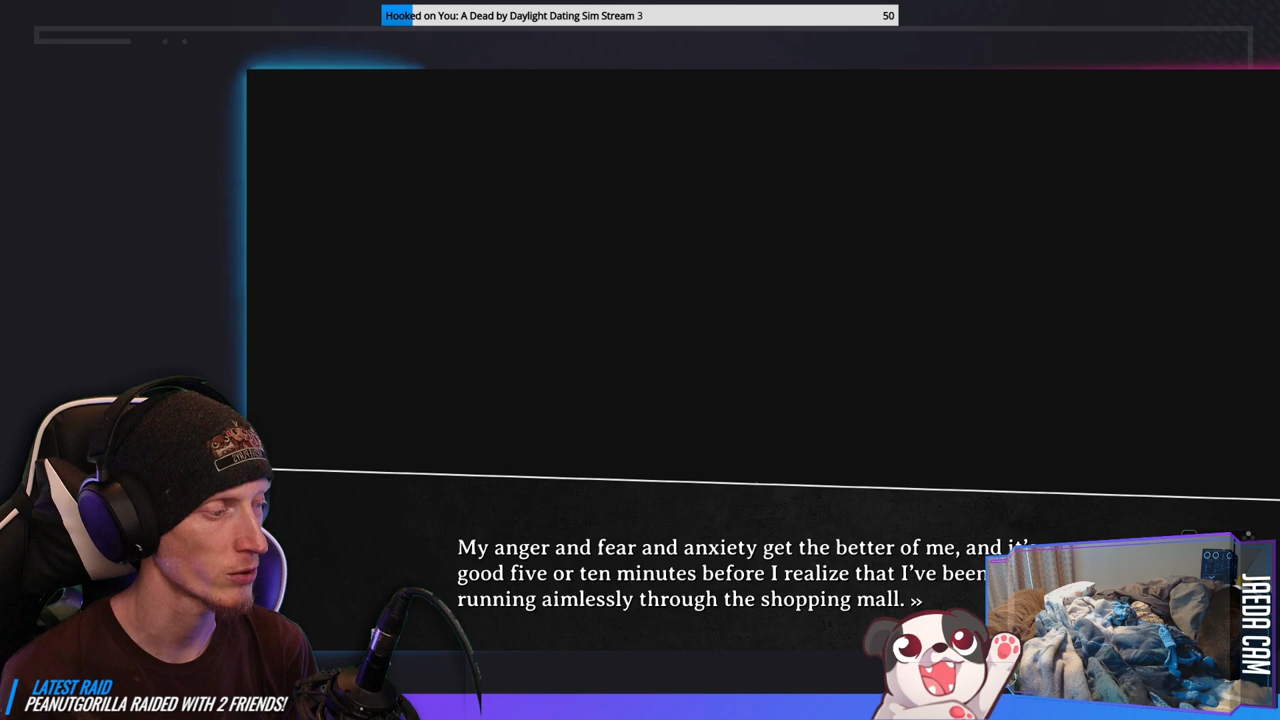 Hooked on You: A Dead by Daylight Dating Sim Stream 3 50
My anger and fear and anxiety get the better of me, and it's
good five or ten minutes before I realize that I've been
running aimlessly through the shopping mall. »
JAEDA CAM
LATEST RAID
PEANUTGORILLA RAIDED WITH 2 FRIENDS!